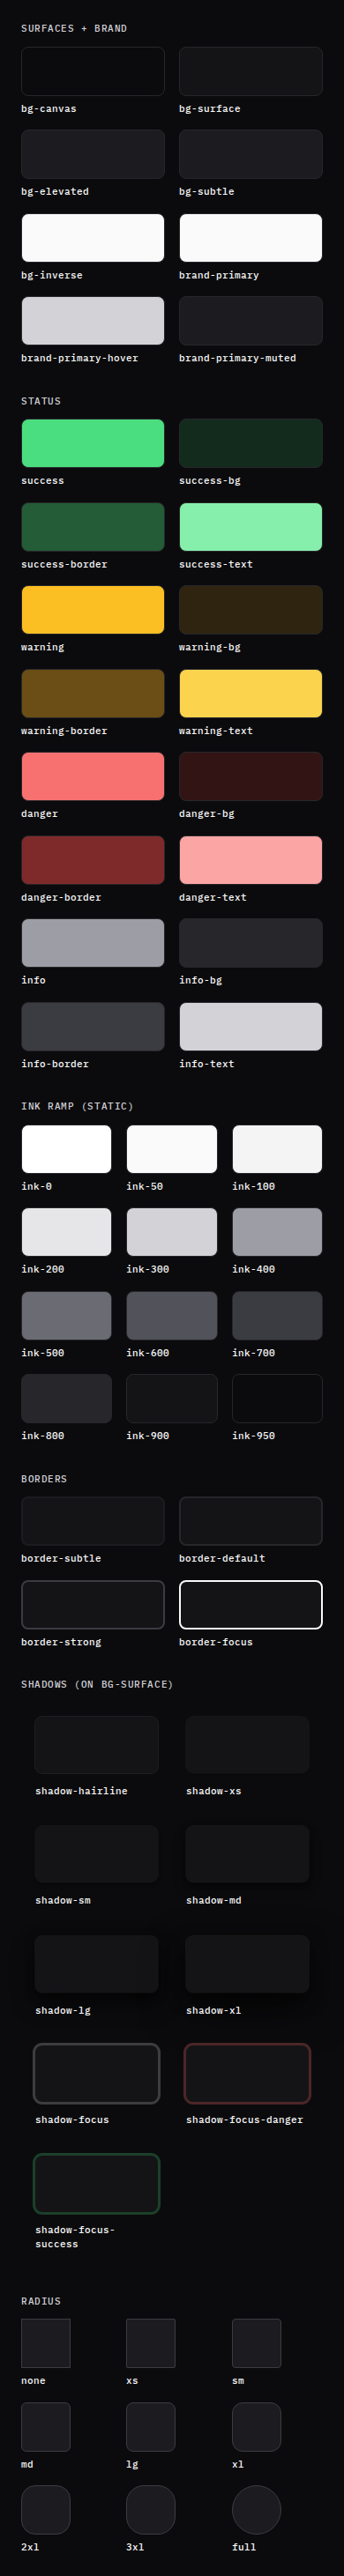 SURFACES + BRAND
bg-canvas bg-surface
bg-elevated bg-subtle
bg-inverse brand-primary
brand-primary-hover brand-primary-muted
STATUS
success success-bg
success-border success-text
warning warning-bg
warning-border warning-text
danger danger-bg
danger-border danger-text
info info-bg
info-border info-text
INK RAMP (STATIC)
ink-0 ink-50 ink-100
ink-200 ink-300 ink-400
ink-500 ink-600 ink-700
ink-800 ink-900 ink-950
BORDERS
border-subtle border-default
border-strong border-focus
SHADOWS (ON BG-SURFACE)
shadow-hairline shadow-xs
shadow-sm shadow-md
shadow-lg shadow-xl
shadow-focus shadow-focus-danger
shadow-focus-
success
RADIUS
none xs sm
md lg xl
2xl 3xl full